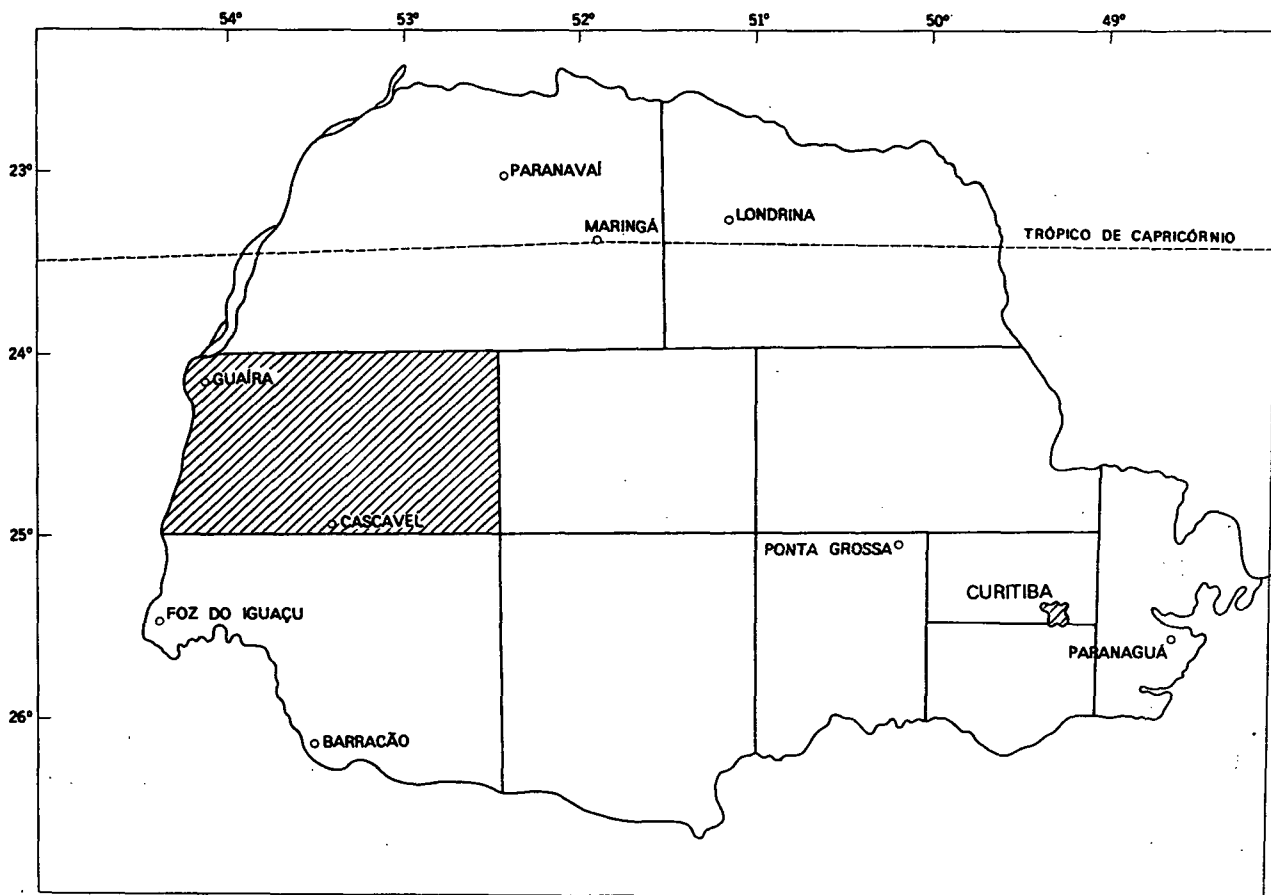 54° 53° 52° 51° 50° 49°
23°
PARANAVAÍ
MARINGÁ
LONDRINA
TRÓPICO DE CAPRICÓRNIO
24°
GUAÍRA
CASCAVEL
25°
PONTA GROSSA
CURITIBA
FOZ DO IGUAÇU
PARANAGUÁ
26°
BARRACÃO